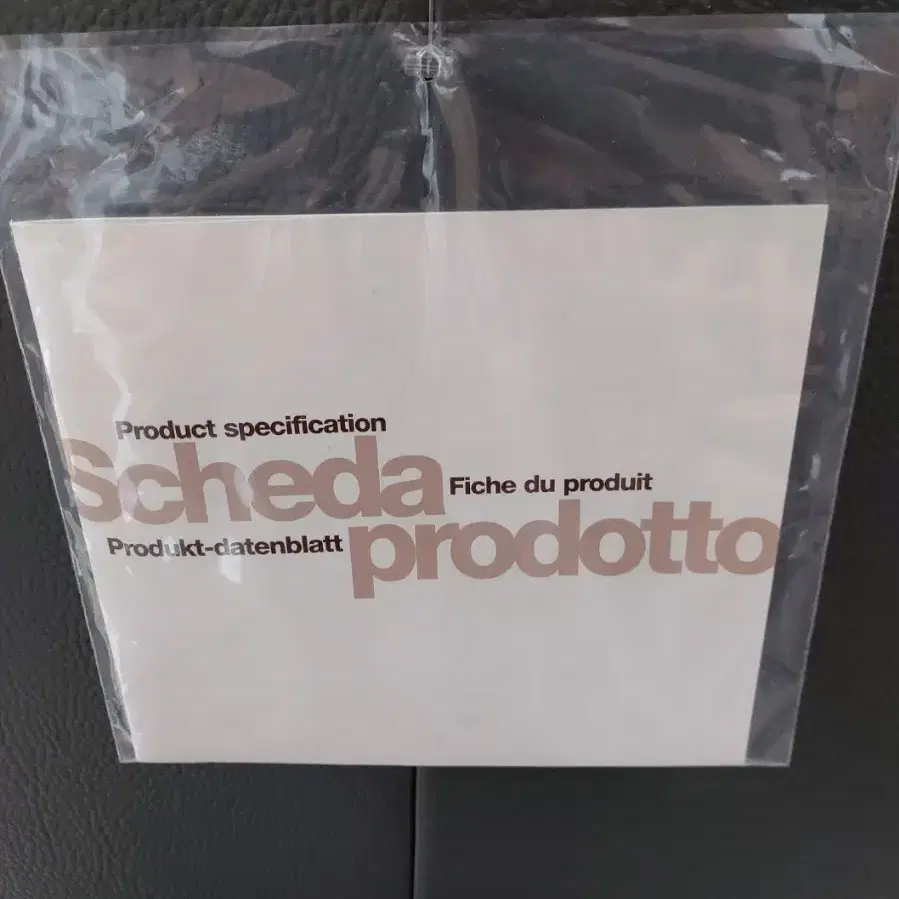 Product specification
Scheda
Fiche du produit
Produkt-datenblatt
prodotto